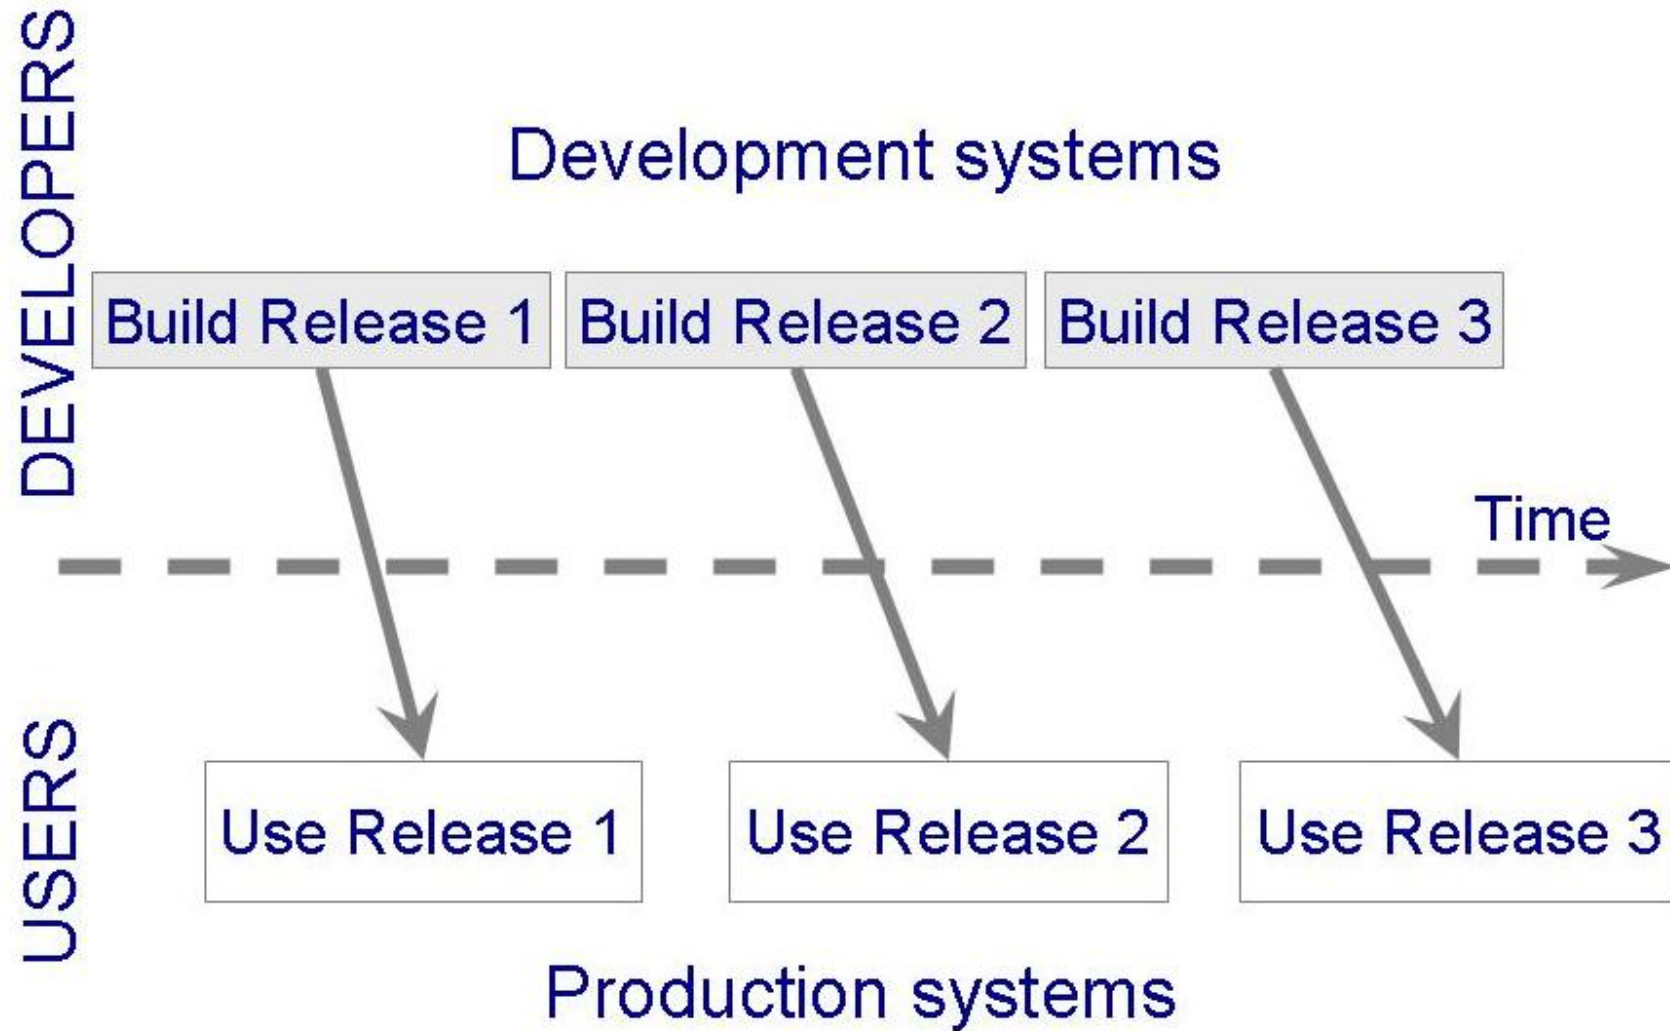 DEVELOPERS
Development systems
Build Release 1
Build Release 2
Build Release 3
Time
USERS
Use Release 1
Use Release 2
Use Release 3
Production systems